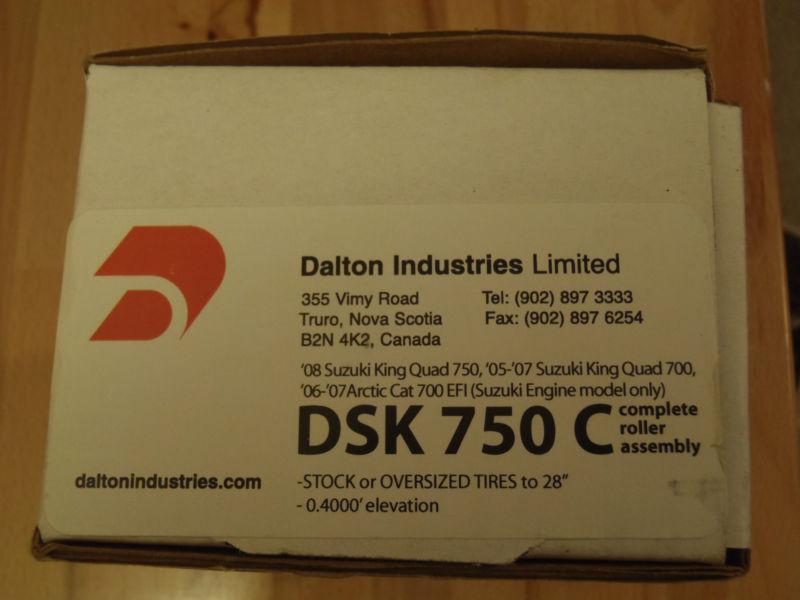 Dalton Industries Limited
355 Vimy Road
Truro, Nova Scotia
B2N 4K2, Canada
Tel: (902) 897 3333
Fax: (902) 897 6254
'08 Suzuki King Quad 750, '05-'07 Suzuki King Quad 700,
'06-'07Arctic Cat 700 EFI (Suzuki Engine model only)
DSK 750 C complete roller assembly
daltonindustries.com
-STOCK or OVERSIZED TIRES to 28"
- 0.4000' elevation